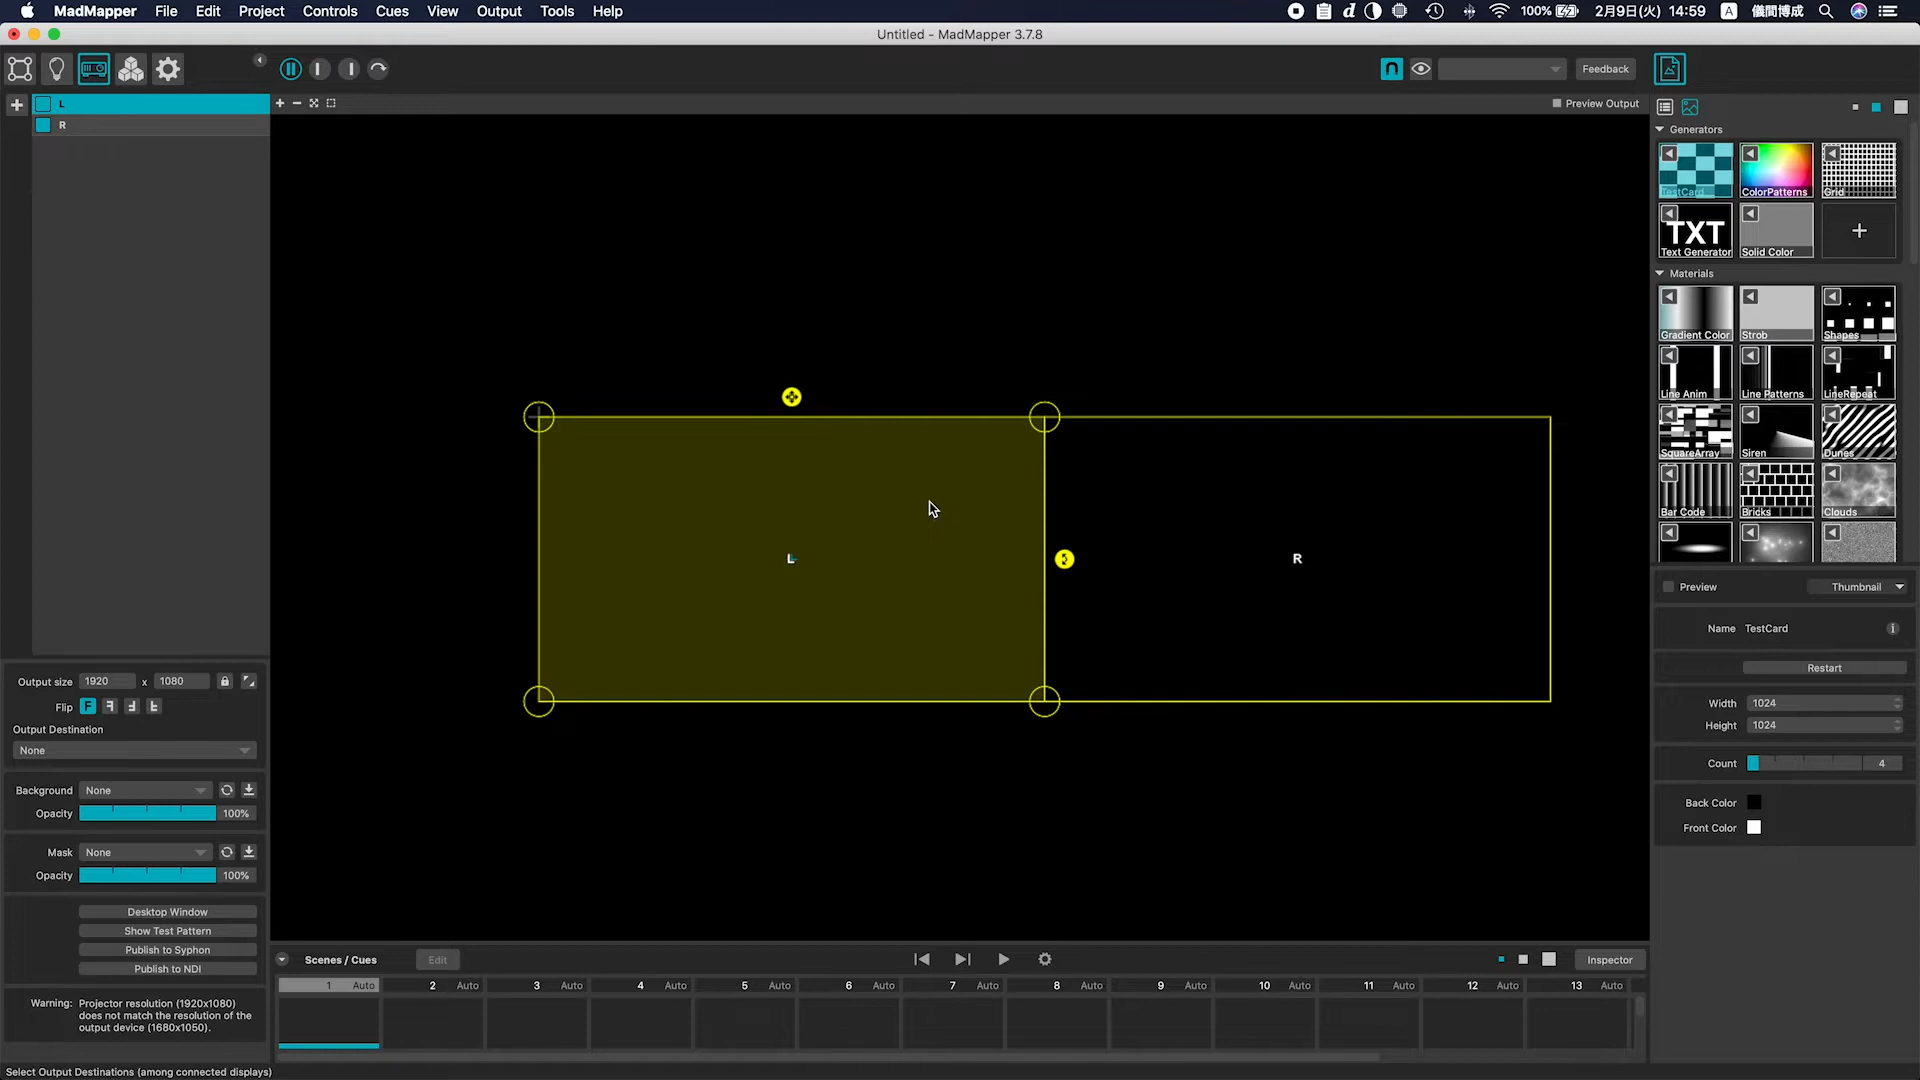 MadMapper File Edit Project Controls Cues View Output Tools Help
100% 2月9日(火) 14:59 A 儀間博成
Untitled - MadMapper 3.7.8
Feedback
L
R
Preview Output
Generators
TestCard ColorPatterns Grid
TXT
Text Generator Solid Color +
Materials
Gradient Color Strob Shapes
Line Anim Line Patterns LineRepeat
SquareArray Siren Dunes
Bar Code Bricks Clouds
L
R
Preview Thumbnail
Name TestCard
Restart
Width 1024
Height 1024
Count 4
Back Color
Front Color
Output size 1920 x 1080
Flip F
Output Destination
None
Background None
Opacity 100%
Mask None
Opacity 100%
Desktop Window
Show Test Pattern
Publish to Syphon
Publish to NDI
Warning: Projector resolution (1920x1080)
does not match the resolution of the
output device (1680x1050).
Scenes / Cues Edit Inspector
1 Auto 2 Auto 3 Auto 4 Auto 5 Auto 6 Auto 7 Auto 8 Auto 9 Auto 10 Auto 11 Auto 12 Auto 13 Auto
Select Output Destinations (among connected displays)